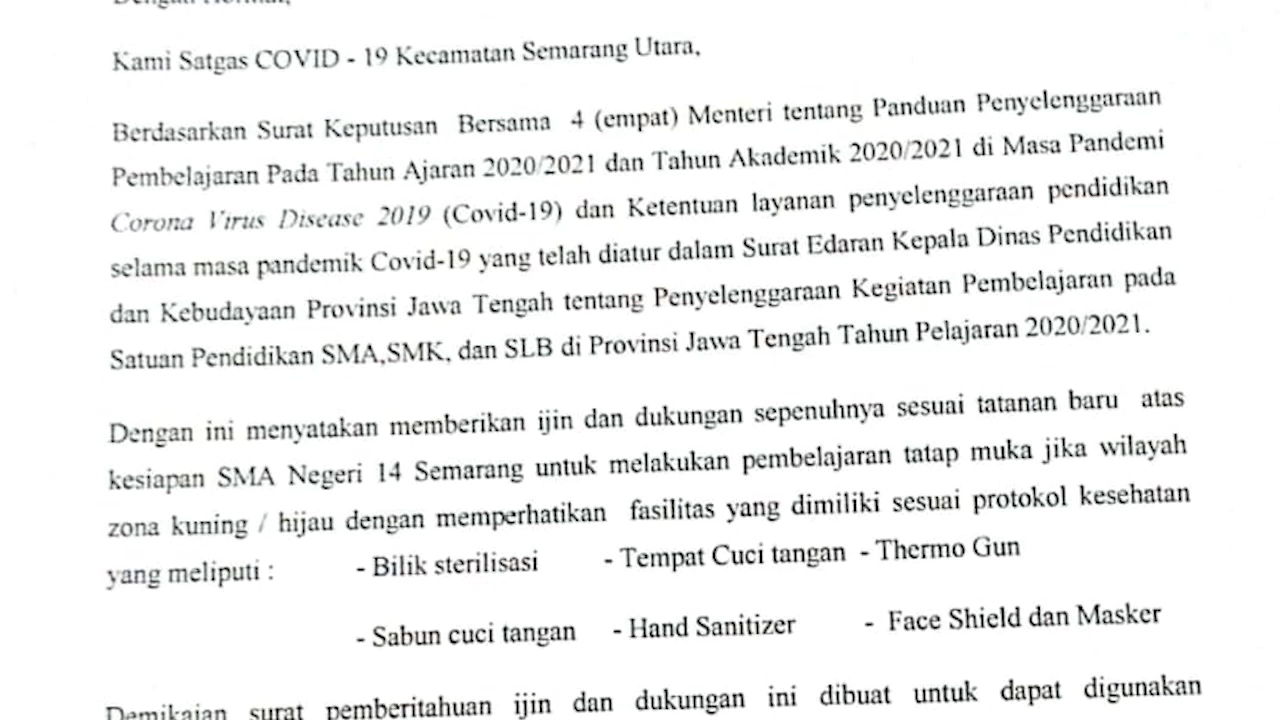 Dengan Hormat,
Kami Satgas COVID - 19 Kecamatan Semarang Utara,
Berdasarkan Surat Keputusan Bersama 4 (empat) Menteri tentang Panduan Penyelenggaraan
Pembelajaran Pada Tahun Ajaran 2020/2021 dan Tahun Akademik 2020/2021 di Masa Pandemi
Corona Virus Disease 2019 (Covid-19) dan Ketentuan layanan penyelenggaraan pendidikan
selama masa pandemik Covid-19 yang telah diatur dalam Surat Edaran Kepala Dinas Pendidikan
dan Kebudayaan Provinsi Jawa Tengah tentang Penyelenggaraan Kegiatan Pembelajaran pada
Satuan Pendidikan SMA,SMK, dan SLB di Provinsi Jawa Tengah Tahun Pelajaran 2020/2021.
Dengan ini menyatakan memberikan ijin dan dukungan sepenuhnya sesuai tatanan baru atas
kesiapan SMA Negeri 14 Semarang untuk melakukan pembelajaran tatap muka jika wilayah
zona kuning / hijau dengan memperhatikan fasilitas yang dimiliki sesuai protokol kesehatan
yang meliputi : - Bilik sterilisasi - Tempat Cuci tangan - Thermo Gun
- Sabun cuci tangan - Hand Sanitizer - Face Shield dan Masker
Demikaian surat pemberitahuan ijin dan dukungan ini dibuat untuk dapat digunakan